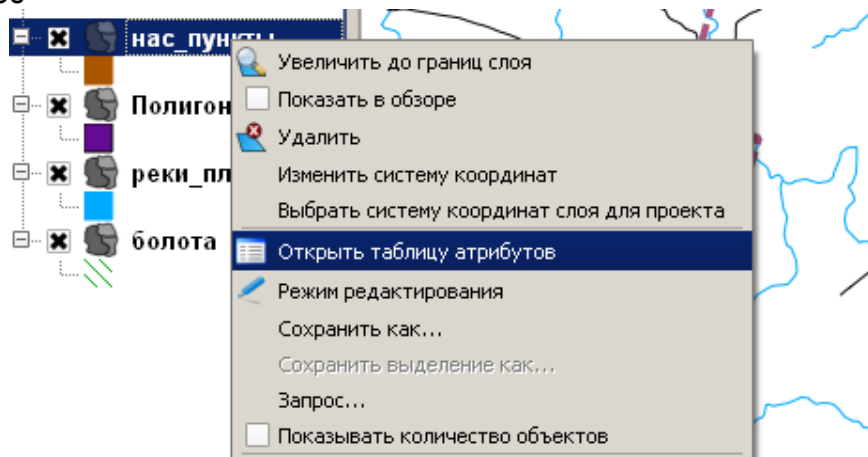 нас_пункты
Увеличить до границ слоя
Показать в обзоре
Полигон
Удалить
Изменить систему координат
реки_пл
Выбрать систему координат слоя для проекта
болота
Открыть таблицу атрибутов
Режим редактирования
Сохранить как...
Сохранить выделение как...
Запрос...
Показывать количество объектов